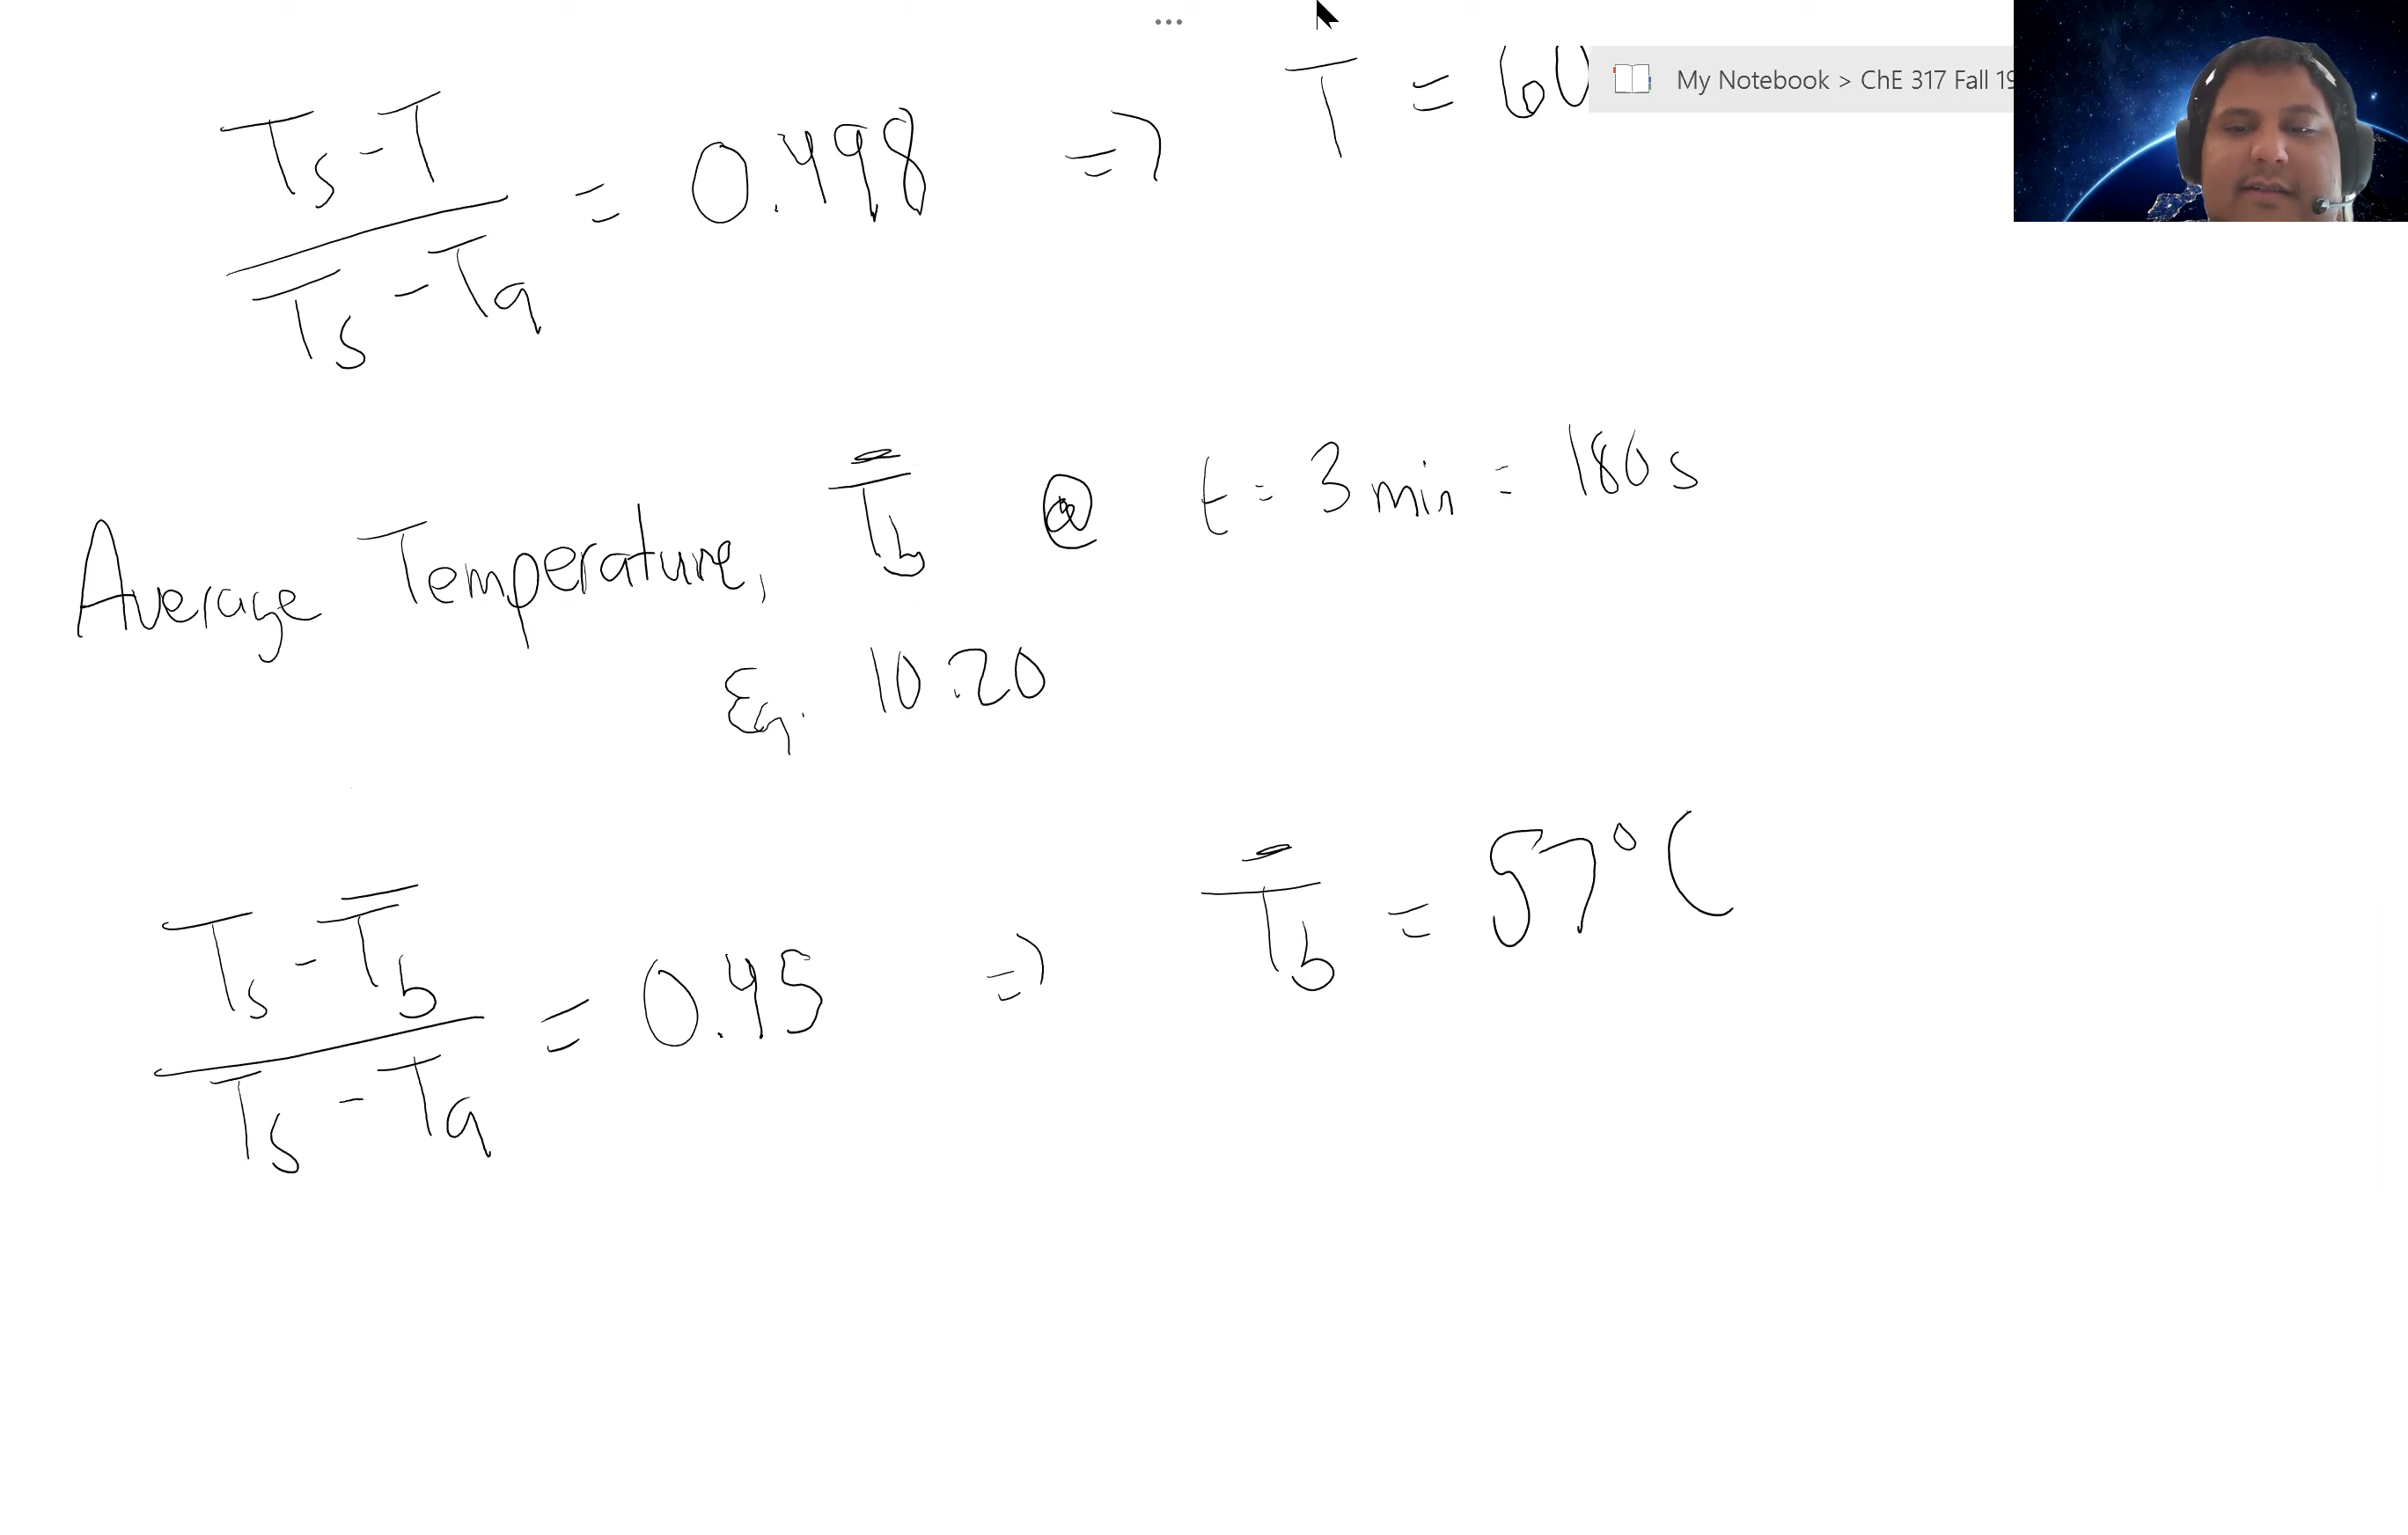 (Ts - T) / (Ts - Ta) = 0.498 => T = 60
My Notebook > ChE 317 Fall 19
Average Temperature, T̄b @ t = 3 min = 180 s
Eq. 10.20
(Ts - T̄b) / (Ts - Ta) = 0.45 => T̄b = 57°C